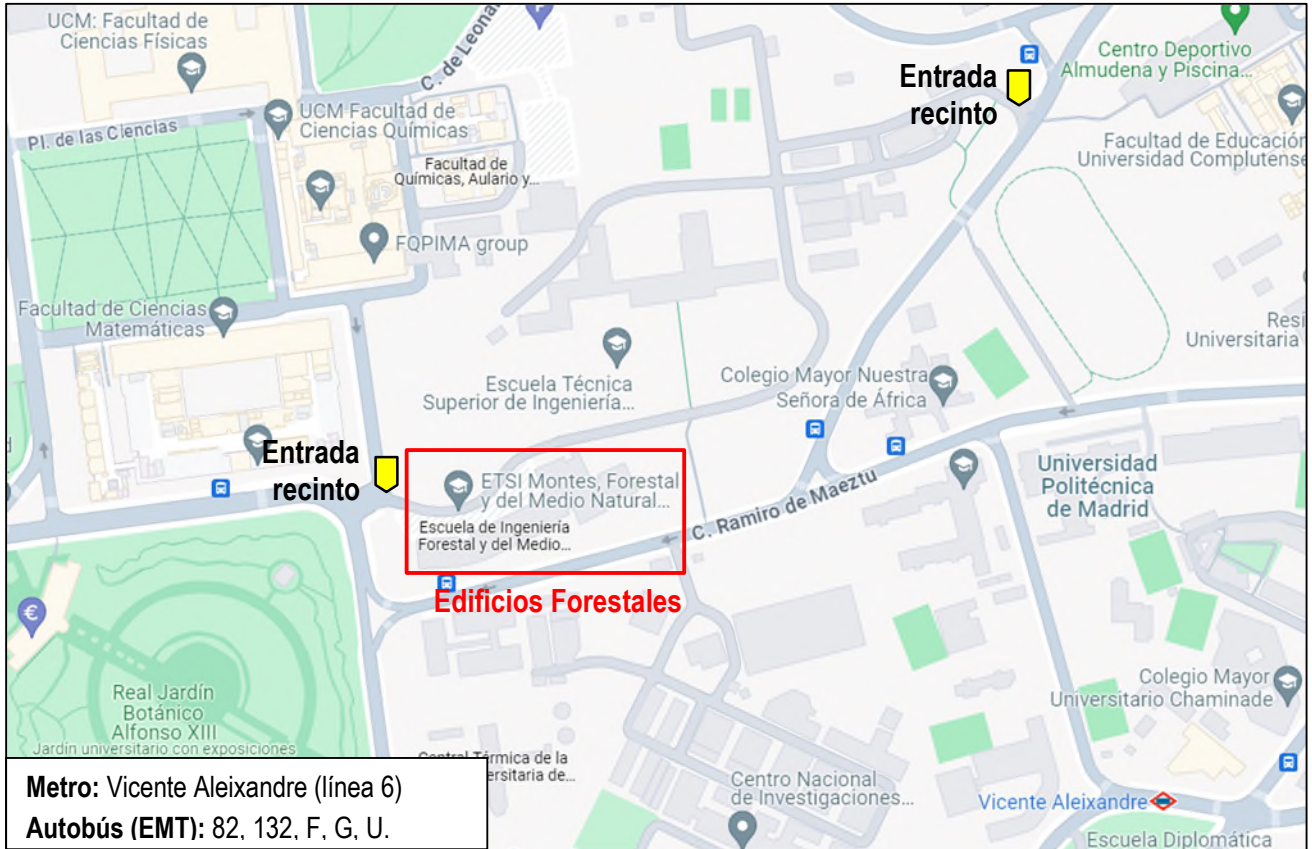 UCM: Facultad de
Ciencias Físicas
C. de Leona
Entrada
recinto
Centro Deportivo
Almudena y Piscina...
Pl. de las Ciencias
UCM Facultad de
Ciencias Químicas
Facultad de
Químicas, Aulario y...
Facultad de Educación
Universidad Complutense
FQPIMA group
Facultad de Ciencias
Matemáticas
Resi
Universitaria
Escuela Técnica
Superior de Ingeniería...
Colegio Mayor Nuestra
Señora de África
Entrada
recinto
ETSI Montes, Forestal
y del Medio Natural...
Escuela de Ingeniería
Forestal y del Medio...
C. Ramiro de Maeztu
Universidad
Politécnica
de Madrid
Edificios Forestales
Real Jardín
Botánico
Alfonso XIII
Jardín universitario con exposiciones
Colegio Mayor
Universitario Chaminade
Central Térmica de la
ersitaria de...
Centro Nacional
de Investigaciones...
Vicente Aleixandre
Escuela Diplomática
Metro: Vicente Aleixandre (línea 6)
Autobús (EMT): 82, 132, F, G, U.